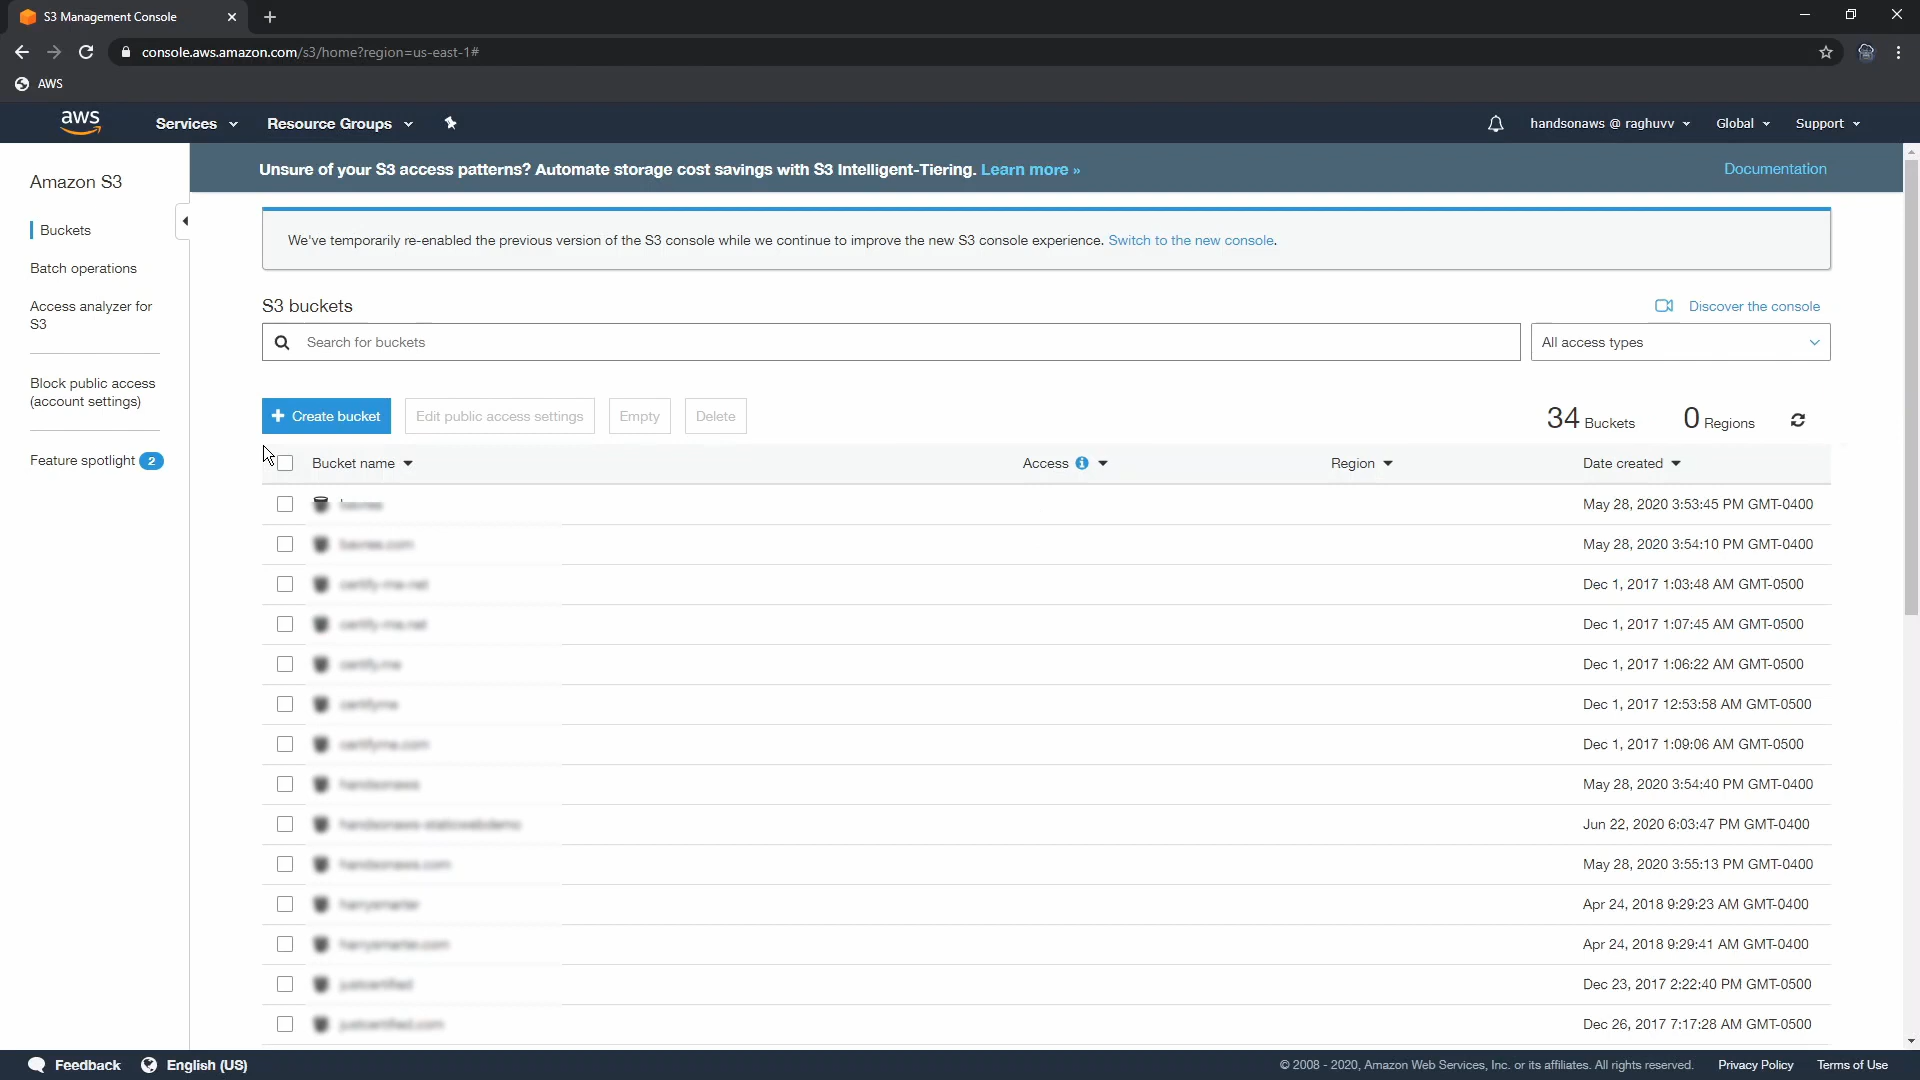 S3 Management Console
console.aws.amazon.com/s3/home?region=us-east-1#
AWS
aws
Services
Resource Groups
handsonaws @ raghuvv
Global
Support
Amazon S3
Buckets
Batch operations
Access analyzer for
S3
Block public access
(account settings)
Feature spotlight 2
Unsure of your S3 access patterns? Automate storage cost savings with S3 Intelligent-Tiering. Learn more »
Documentation
We've temporarily re-enabled the previous version of the S3 console while we continue to improve the new S3 console experience. Switch to the new console.
S3 buckets
Discover the console
Search for buckets
All access types
+ Create bucket
Edit public access settings
Empty
Delete
34 Buckets
0 Regions
Bucket name
Access
Region
Date created
May 28, 2020 3:53:45 PM GMT-0400
May 28, 2020 3:54:10 PM GMT-0400
Dec 1, 2017 1:03:48 AM GMT-0500
Dec 1, 2017 1:07:45 AM GMT-0500
Dec 1, 2017 1:06:22 AM GMT-0500
Dec 1, 2017 12:53:58 AM GMT-0500
Dec 1, 2017 1:09:06 AM GMT-0500
May 28, 2020 3:54:40 PM GMT-0400
Jun 22, 2020 6:03:47 PM GMT-0400
May 28, 2020 3:55:13 PM GMT-0400
Apr 24, 2018 9:29:23 AM GMT-0400
Apr 24, 2018 9:29:41 AM GMT-0400
Dec 23, 2017 2:22:40 PM GMT-0500
Dec 26, 2017 7:17:28 AM GMT-0500
Feedback
English (US)
© 2008 - 2020, Amazon Web Services, Inc. or its affiliates. All rights reserved.
Privacy Policy
Terms of Use